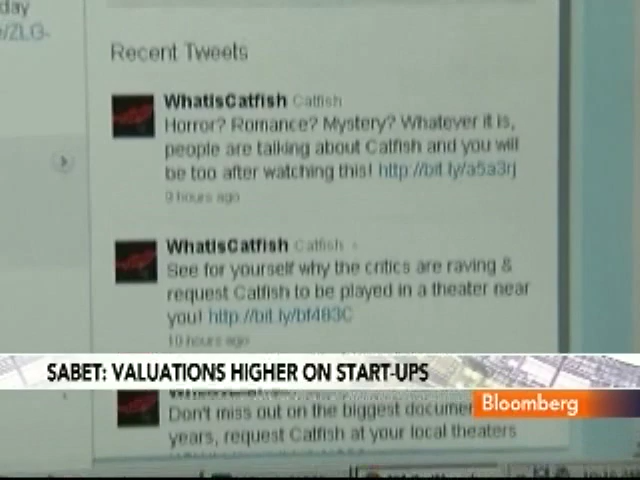 day
/ZLG-
Recent Tweets
WhatIsCatfish Catfish
Horror? Romance? Mystery? Whatever it is,
people are talking about Catfish and you will
be too after watching this! http://bit.ly/a5a3rj
9 hours ago
WhatIsCatfish Catfish
See for yourself why the critics are raving &
request Catfish to be played in a theater near
you! http://bit.ly/bf483C
10 hours ago
SABET: VALUATIONS HIGHER ON START-UPS
Bloomberg
Don't miss out on the biggest
years, request Catfish at your local theaters